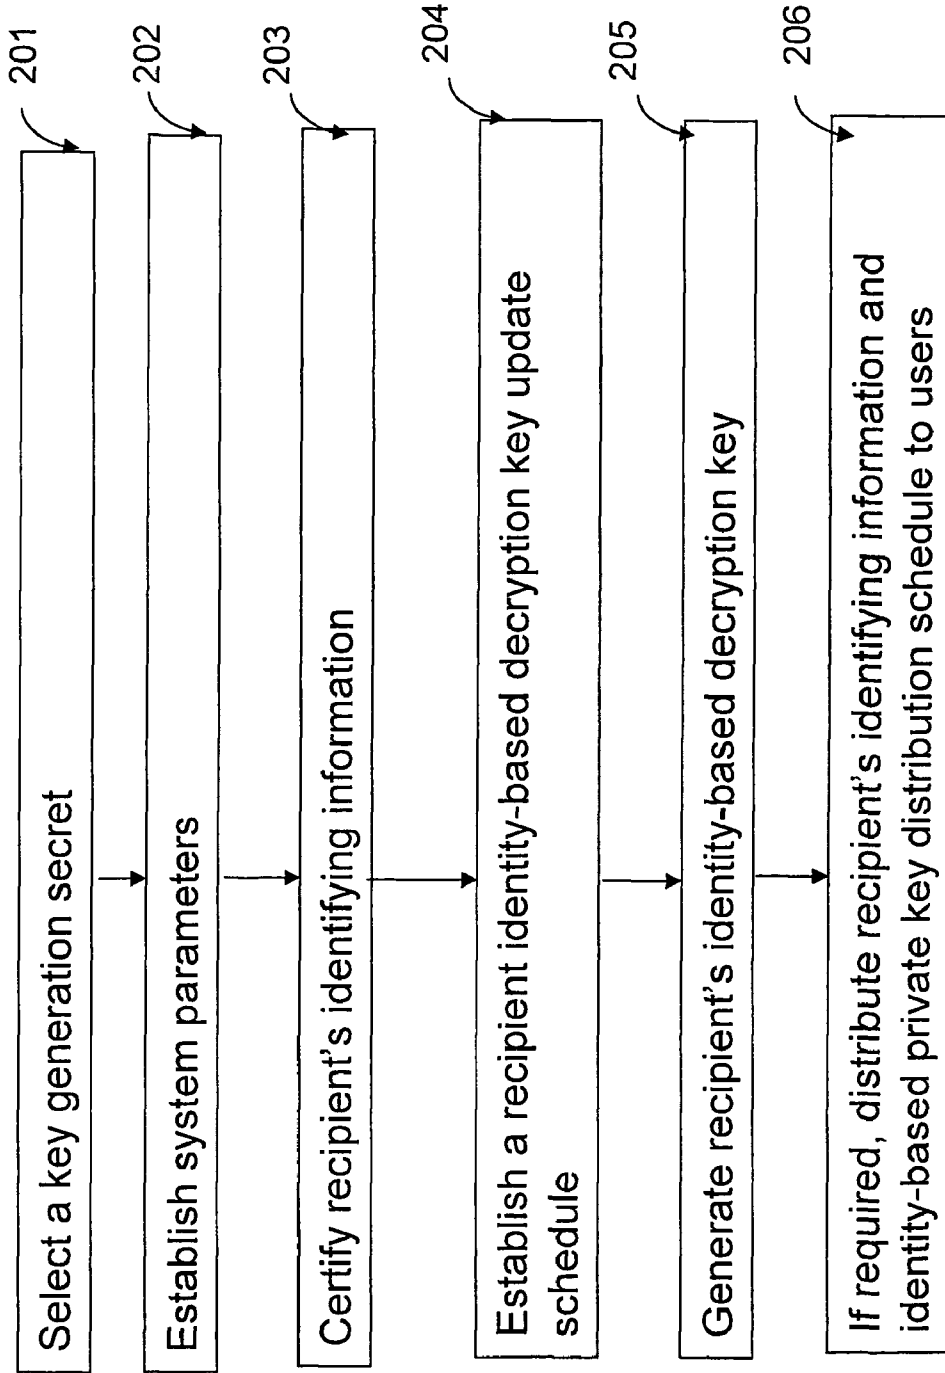 201
Select a key generation secret
202
Establish system parameters
203
Certify recipient's identifying information
204
Establish a recipient identity-based decryption key update
schedule
205
Generate recipient's identity-based decryption key
206
If required, distribute recipient's identifying information and
identity-based private key distribution schedule to users